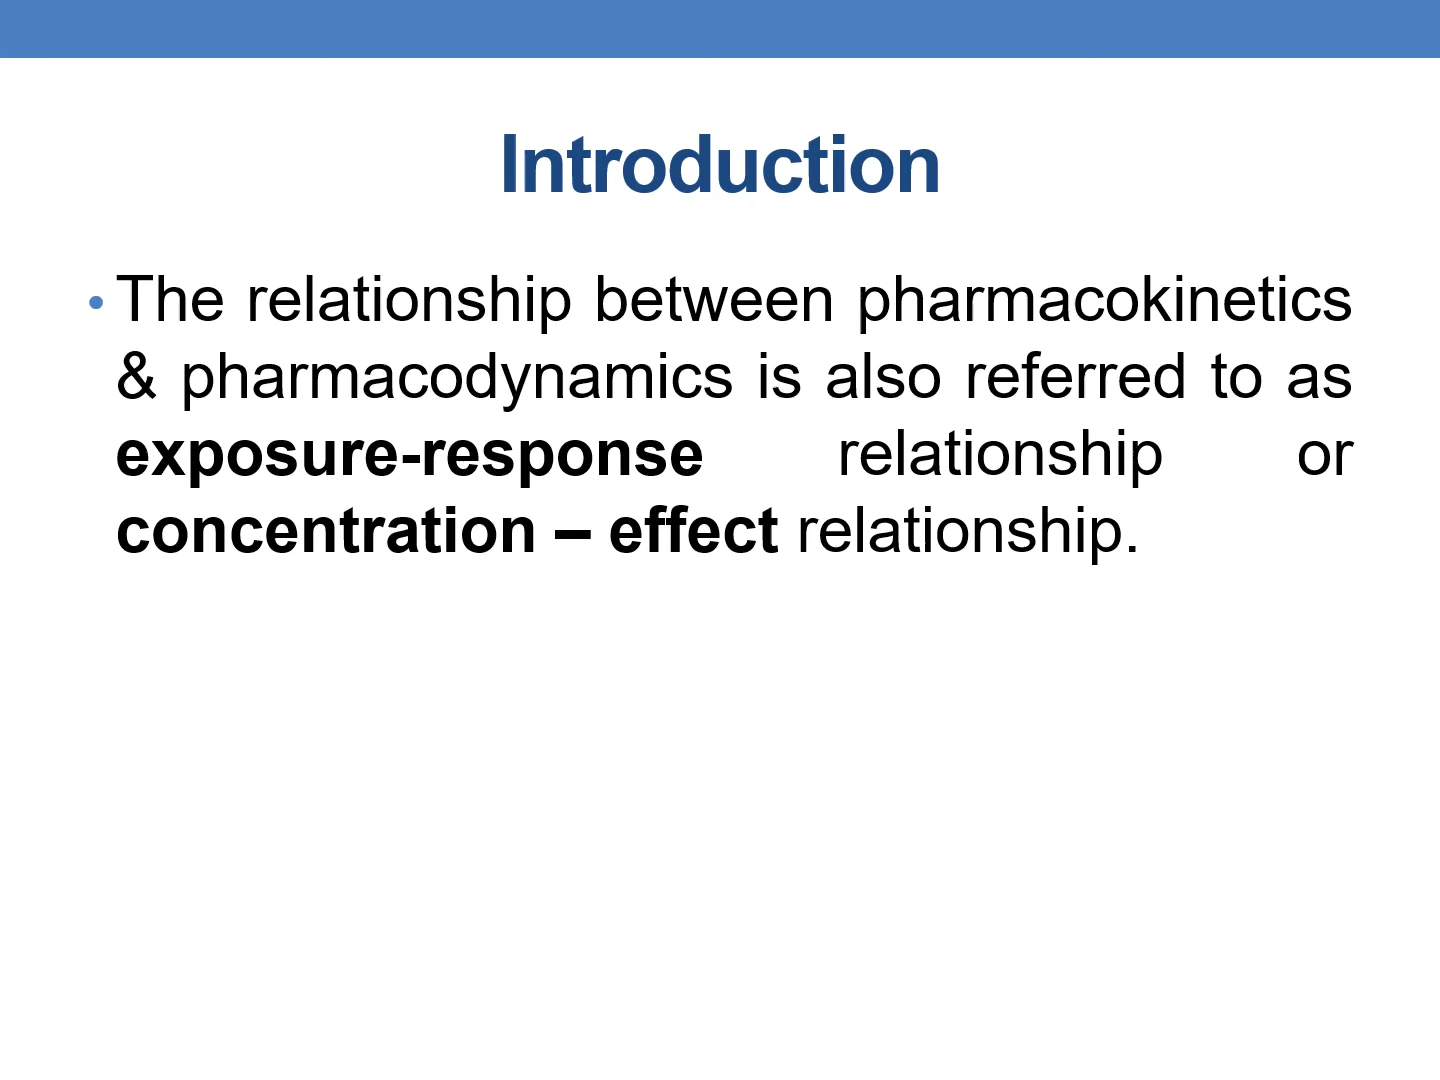 Introduction
• The relationship between pharmacokinetics
& pharmacodynamics is also referred to as
exposure-response relationship or
concentration – effect relationship.